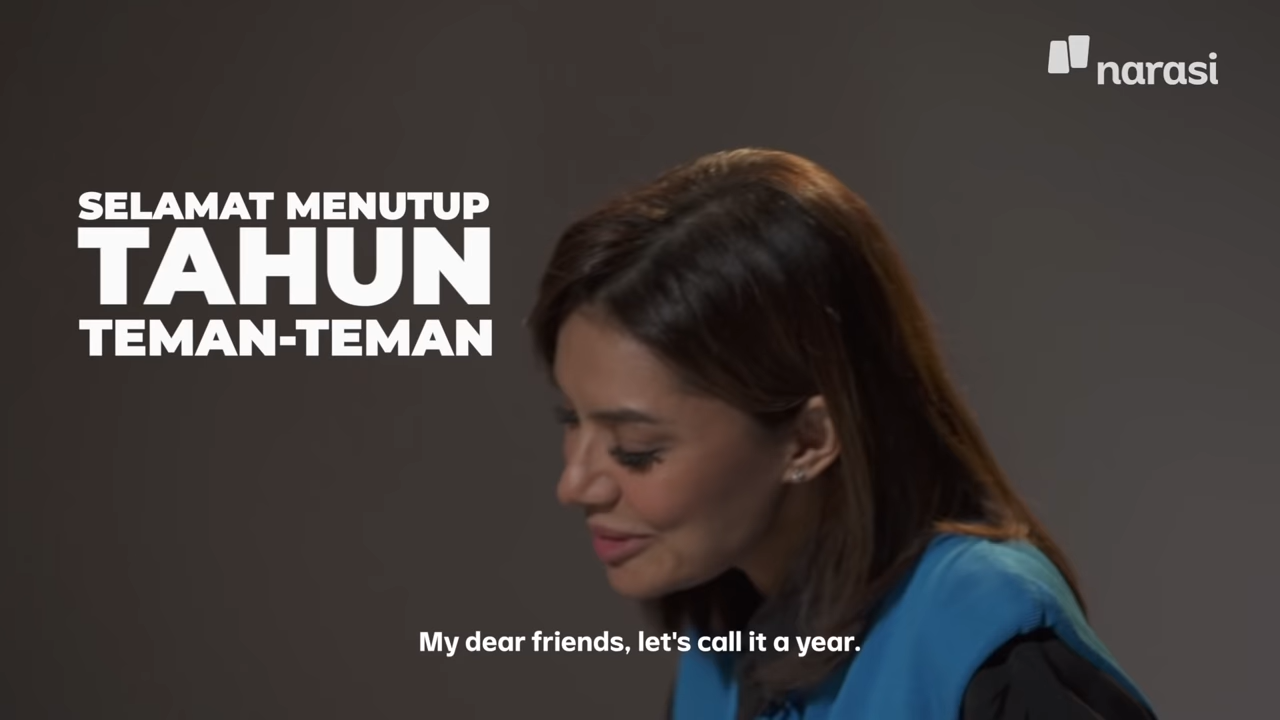 narasi
SELAMAT MENUTUP
TAHUN
TEMAN-TEMAN
My dear friends, let's call it a year.